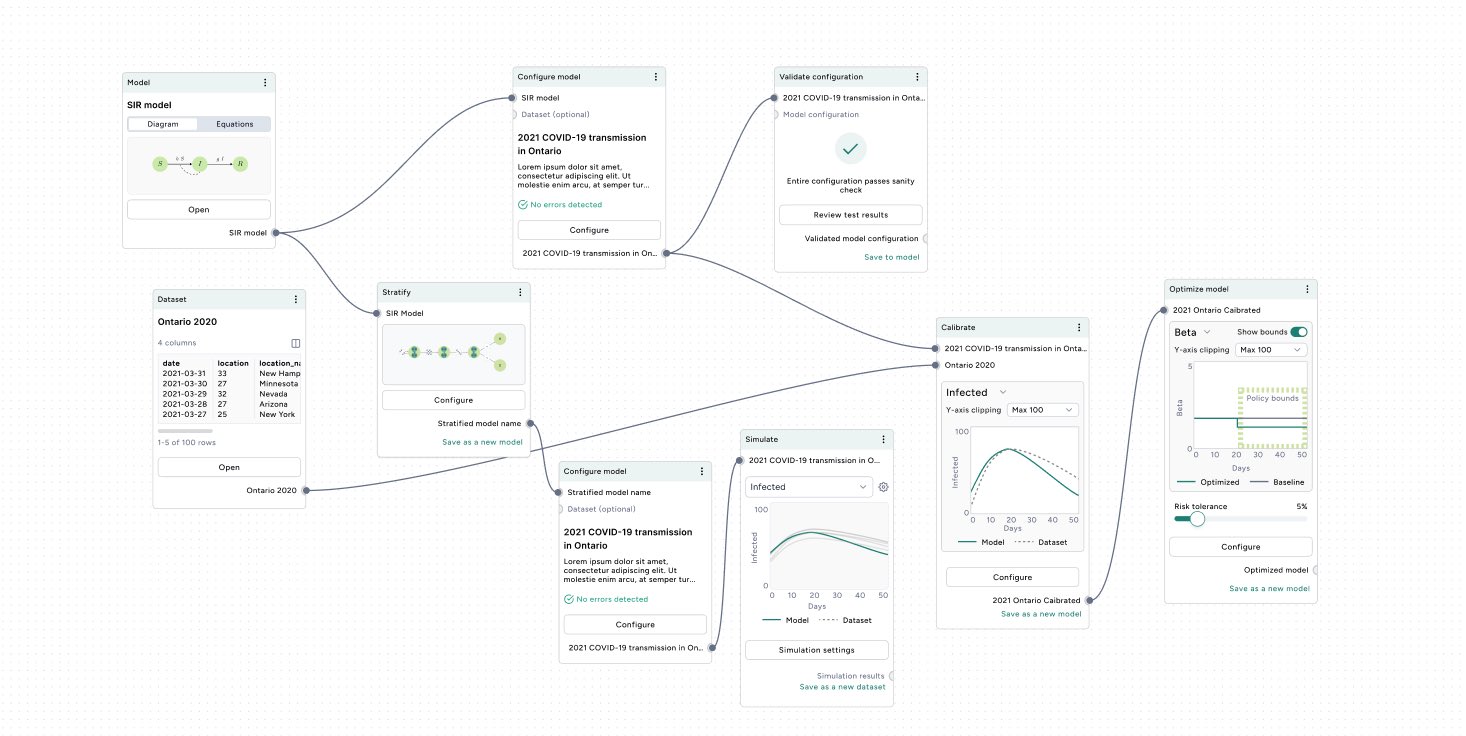 Model
SIR model
Diagram
Equations
S
I
R
Open
SIR model
Dataset
Ontario 2020
4 columns
date location location_na
2021-03-31 33 New Hamp
2021-03-30 27 Minnesota
2021-03-29 32 Nevada
2021-03-28 27 Arizona
2021-03-27 25 New York
1-5 of 100 rows
Open
Ontario 2020
Stratify
SIR Model
Configure
Stratified model name
Save as a new model
Configure model
SIR model
Dataset (optional)
2021 COVID-19 transmission
in Ontario
Lorem ipsum dolor sit amet,
consectetur adipiscing elit. Ut
molestie enim arcu, at semper tur...
No errors detected
Configure
2021 COVID-19 transmission in On...
Configure model
Stratified model name
Dataset (optional)
2021 COVID-19 transmission
in Ontario
Lorem ipsum dolor sit amet,
consectetur adipiscing elit. Ut
molestie enim arcu, at semper tur...
No errors detected
Configure
2021 COVID-19 transmission in On...
Validate configuration
2021 COVID-19 transmission in Onta...
Model configuration
Entire configuration passes sanity
check
Review test results
Validated model configuration
Save to model
Simulate
2021 COVID-19 transmission in O...
Infected
100
Infected
0
0 10 20 30 40 50
Days
Model Dataset
Simulation settings
Simulation results
Save as a new dataset
Calibrate
2021 COVID-19 transmission in Onta...
Ontario 2020
Infected
Y-axis clipping Max 100
100
Infected
0
0 10 20 30 40 50
Days
Model Dataset
Configure
2021 Ontario Caibrated
Save as a new model
Optimize model
2021 Ontario Caibrated
Beta Show bounds
Y-axis clipping Max 100
5
Policy bounds
Beta
0
0 10 20 30 40 50
Days
Optimized Baseline
Risk tolerance 5%
Configure
Optimized model
Save as a new model